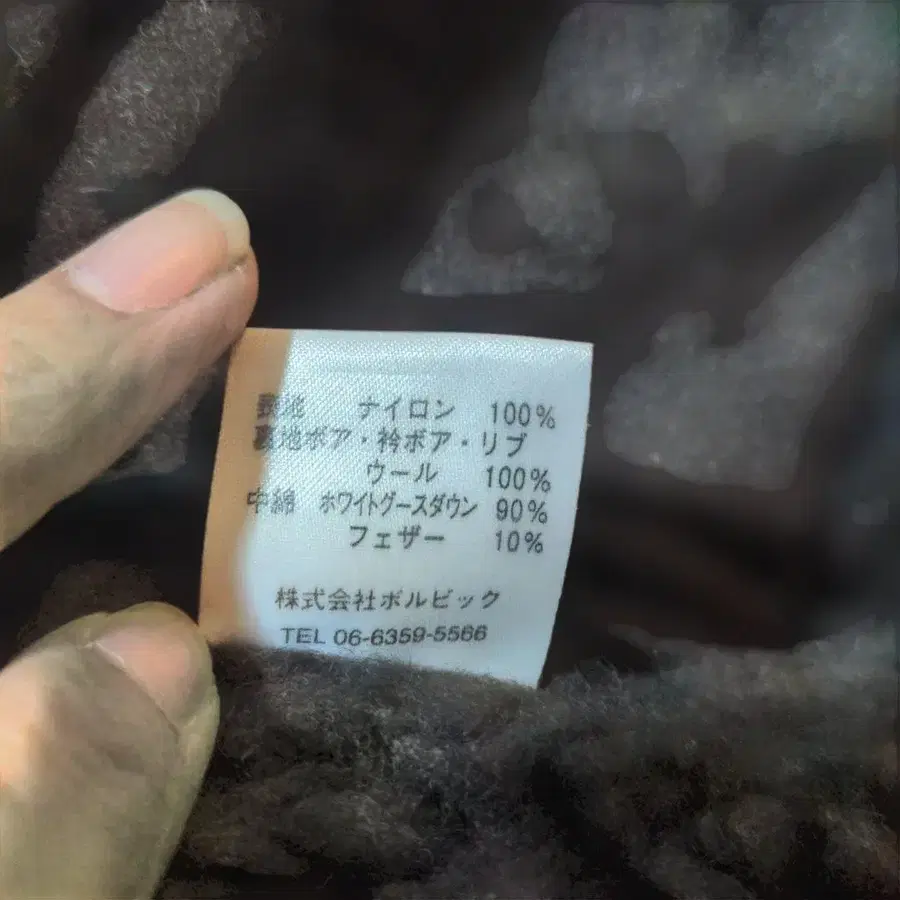 表地 ナイロン 100%
裏地ボア・衿ボア・リブ
ウール 100%
中綿 ホワイトグースダウン 90%
フェザー 10%
株式会社ボルビック
TEL 06-6359-5566